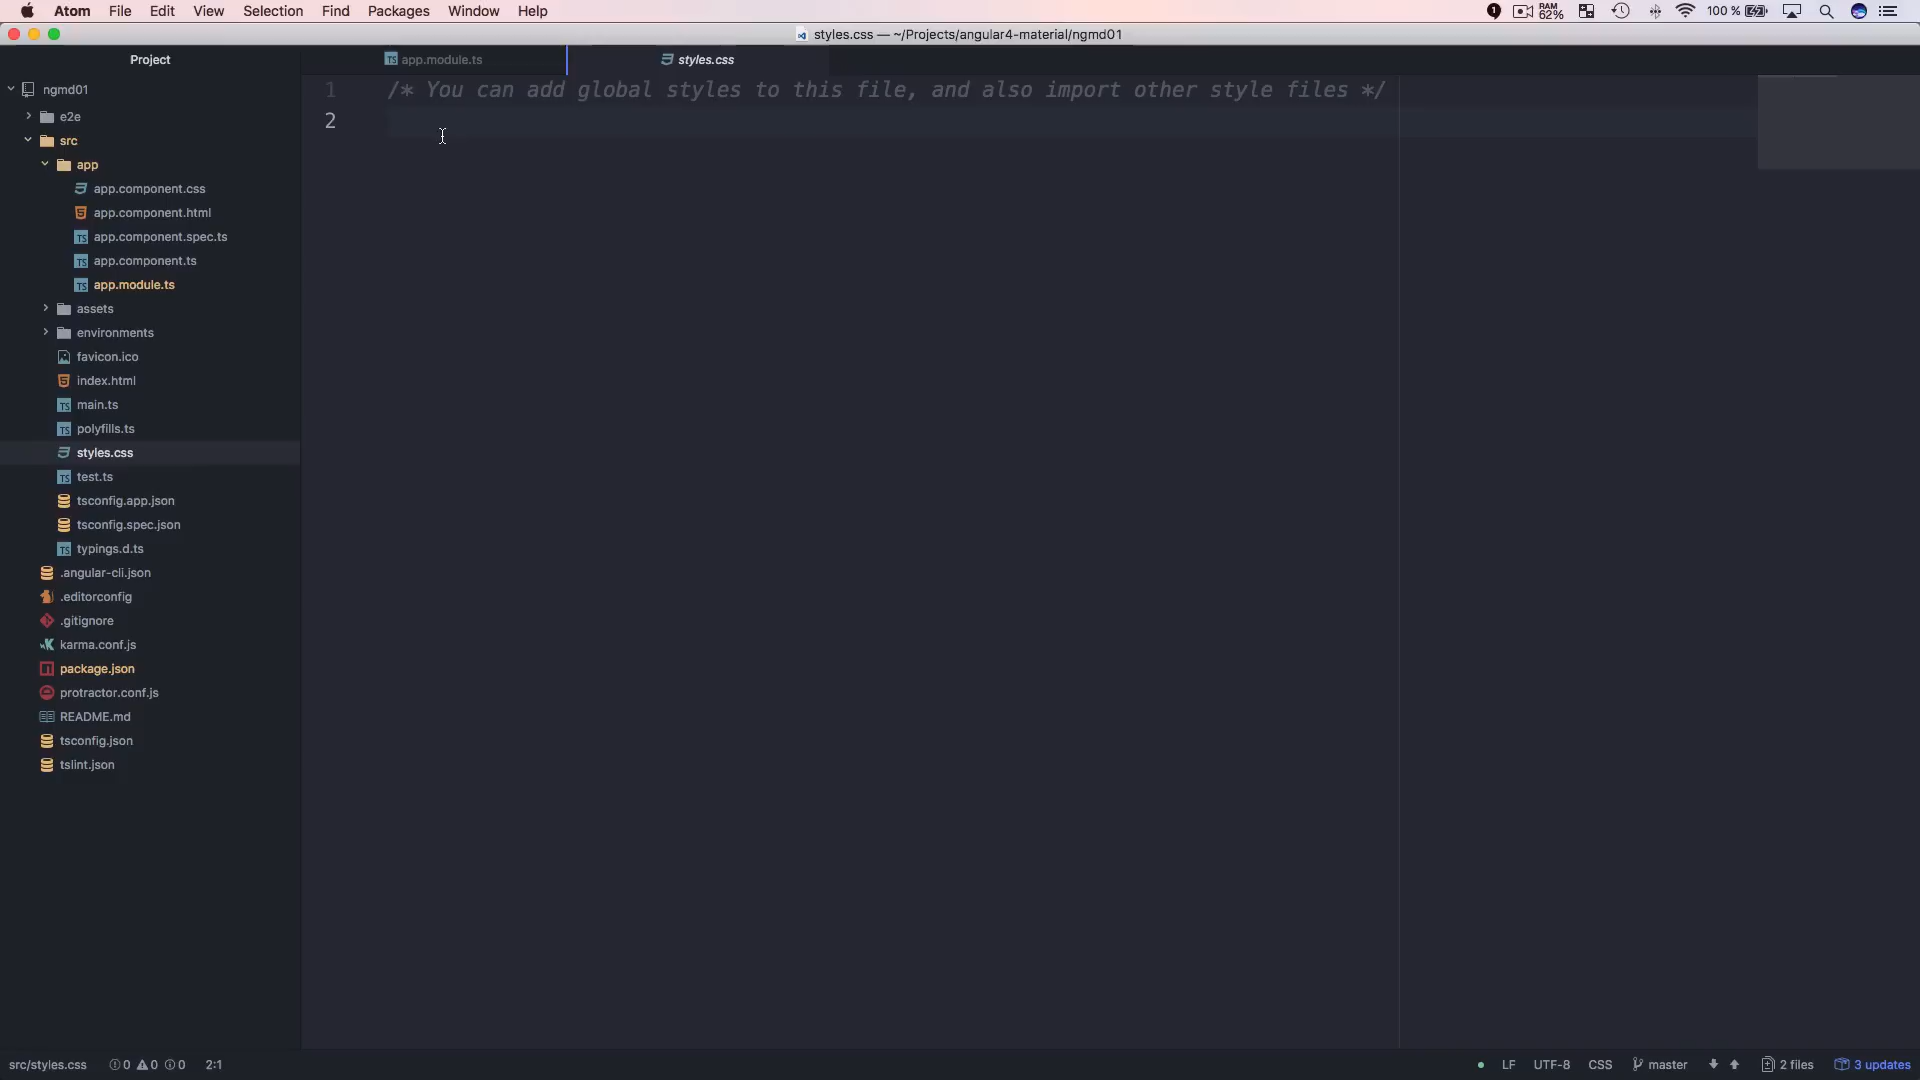 Atom File Edit View Selection Find Packages Window Help
1 RAM 62% 100 %
styles.css — ~/Projects/angular4-material/ngmd01
Project
app.module.ts
styles.css
ngmd01
e2e
src
app
app.component.css
app.component.html
app.component.spec.ts
app.component.ts
app.module.ts
assets
environments
favicon.ico
index.html
main.ts
polyfills.ts
styles.css
test.ts
tsconfig.app.json
tsconfig.spec.json
typings.d.ts
.angular-cli.json
.editorconfig
.gitignore
karma.conf.js
package.json
protractor.conf.js
README.md
tsconfig.json
tslint.json
1 /* You can add global styles to this file, and also import other style files */
2
src/styles.css 0 0 0 2:1
LF UTF-8 CSS master 2 files 3 updates